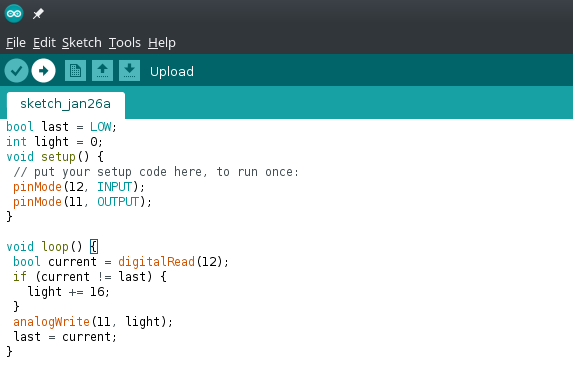 File Edit Sketch Tools Help
Upload
sketch_jan26a
bool last = LOW;
int light = 0;
void setup() {
 // put your setup code here, to run once:
 pinMode(12, INPUT);
 pinMode(11, OUTPUT);
}

void loop() {
 bool current = digitalRead(12);
 if (current != last) {
   light += 16;
 }
 analogWrite(11, light);
 last = current;
}